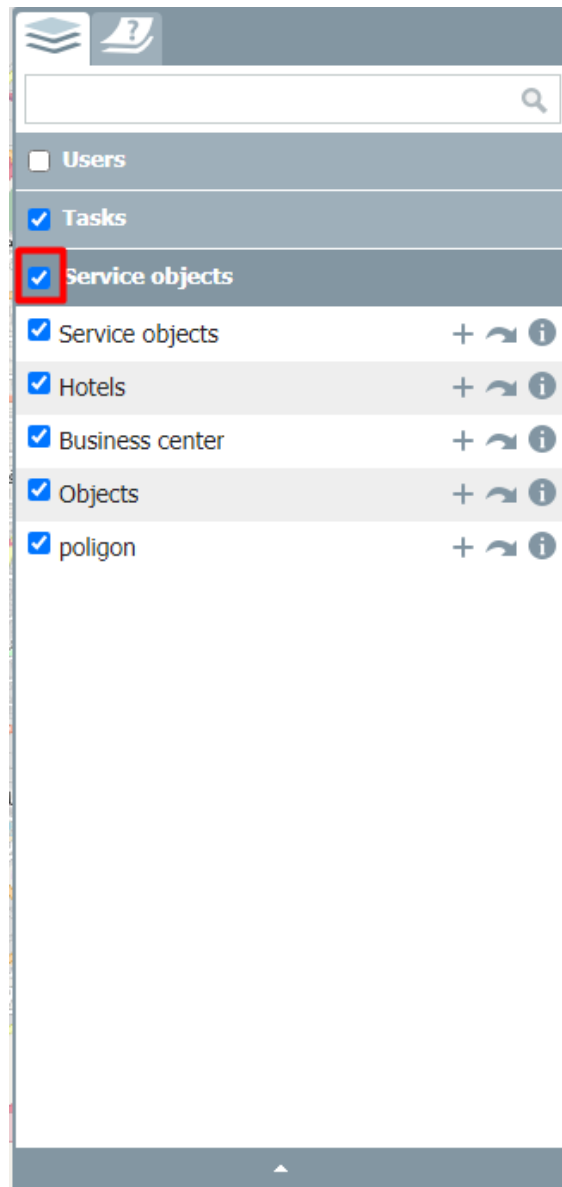 Users
Tasks
Service objects
Service objects
Hotels
Business center
Objects
poligon